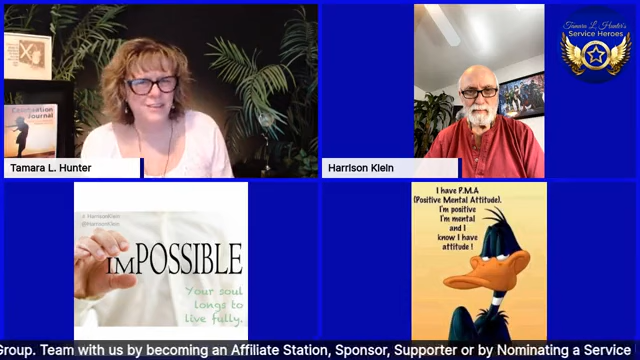 Tamara L. Hunter's
Service Heroes
Journal
Tamara L. Hunter
Harrison Klein
HarrisonKlein
@HarrisonKlein
IMPOSSIBLE
Your soul
longs to
live fully.
I have P.M.A
(Positive Mental Attitude).
I'm positive
I'm mental
and I
know I have
attitude !
Group. Team with us by becoming an Affiliate Station, Sponsor, Supporter or by Nominating a Service